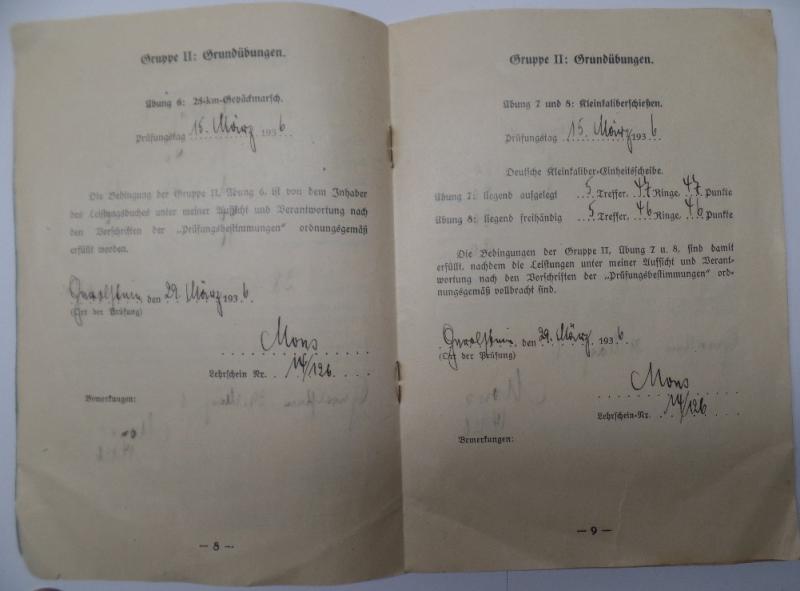 Gruppe II: Grundübungen.
Übung 6: 25-km-Gepäckmarsch.
Prüfungstag 15. März 1936
Die Bedingung der Gruppe II, Übung 6, ist von dem Inhaber
des Leistungsbuches unter meiner Aufsicht und Verantwortung nach
den Vorschriften der „Prüfungsbestimmungen" ordnungsgemäß
erfüllt worden.
Gerolstein den 29. März 1936.
(Ort der Prüfung)
Mons
Lehrschein Nr. 14/126
Bemerkungen:
— 8 —
Gruppe II: Grundübungen.
Übung 7 und 8: Kleinkaliberschießen.
Prüfungstag 15. März 1936
Deutsche Kleinkaliber-Einheitsscheibe.
Übung 7: liegend aufgelegt 5 Treffer. 47 Ringe. 47 Punkte
Übung 8: liegend freihändig 5 Treffer. 46 Ringe. 46 Punkte
Die Bedingungen der Gruppe II, Übung 7 u. 8, sind damit
erfüllt, nachdem die Leistungen unter meiner Aufsicht und Verant-
wortung nach den Vorschriften der „Prüfungsbestimmungen" ord-
nungsgemäß vollbracht sind.
Gerolstein, den 29. März 1936
(Ort der Prüfung)
Mons
Lehrschein-Nr. 14/126
Bemerkungen:
— 9 —